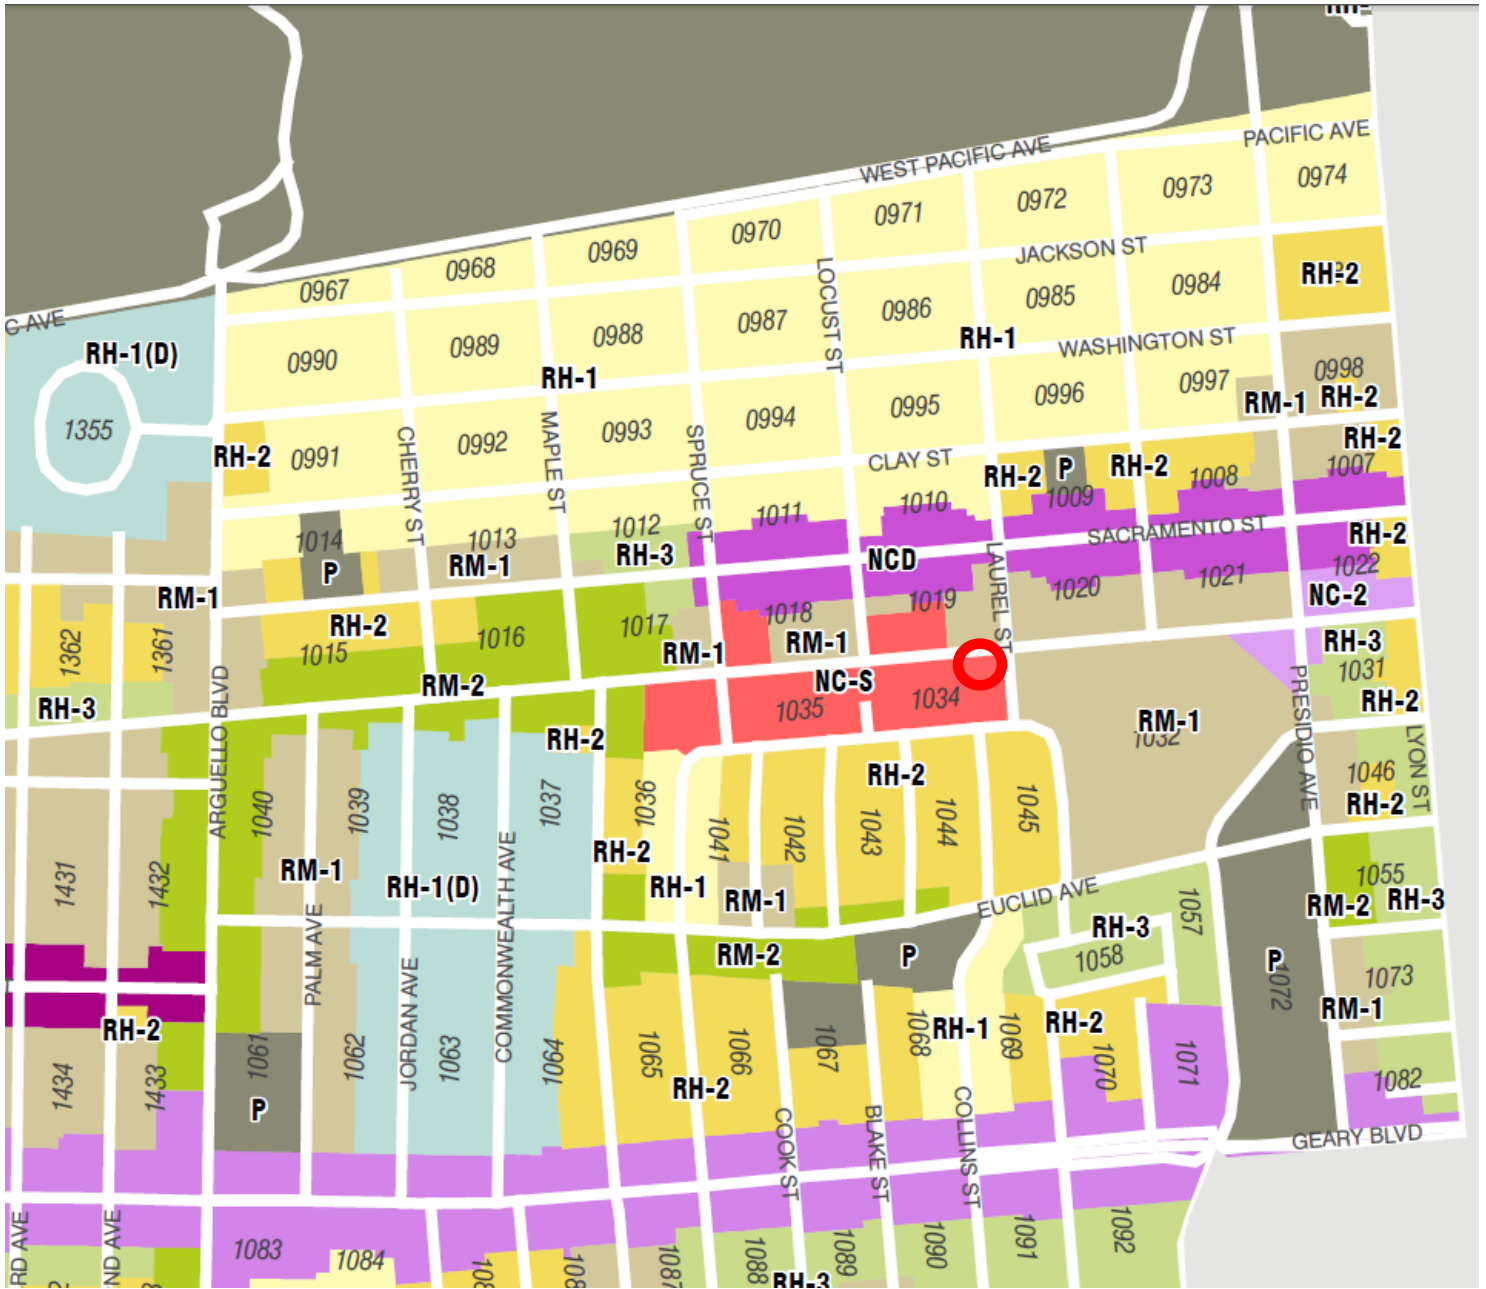 RH-
PACIFIC AVE
WEST PACIFIC AVE
0974
0973
0972
0971
0970
0969
0968
0967
JACKSON ST
RH-2
0984
0985
0986
0987
0988
0989
0990
LOCUST ST
C AVE
RH-1(D)
1355
RH-1
WASHINGTON ST
RH-1
0998
RM-1
RH-2
0997
0996
0995
0994
0993
0992
0991
RH-2
CHERRY ST
MAPLE ST
SPRUCE ST
CLAY ST
RH-2
P
RH-2
RH-2
1007
1008
1009
1010
1011
1012
1013
1014
P
RM-1
RH-3
NCD
SACRAMENTO ST
LAUREL ST
RH-2
1022
NC-2
1021
1020
1019
1018
RM-1
1017
1016
RH-2
1015
RM-1
1362
1361
RH-3
RM-1
RM-2
NC-S
1035
1034
RH-3
1031
RH-2
RM-1
1032
PRESIDIO AVE
LYON ST
ARGUELLO BLVD
RH-2
RH-2
1046
RH-2
1040
1039
1038
1037
1036
1041
1042
1043
1044
1045
1431
1432
RM-1
RH-1(D)
COMMONWEALTH AVE
RH-2
RH-1
RM-1
EUCLID AVE
1055
RM-2
RH-3
1057
RH-3
1058
PALM AVE
JORDAN AVE
RM-2
P
P
1072
1073
RM-1
RH-2
1434
1433
1061
P
1062
1063
1064
1065
1066
RH-2
1067
1068
RH-1
1069
RH-2
1070
1071
1082
COOK ST
BLAKE ST
COLLINS ST
GEARY BLVD
RD AVE
ND AVE
1083
1084
108
108
1087
1088
RH-3
1089
1090
1091
1092